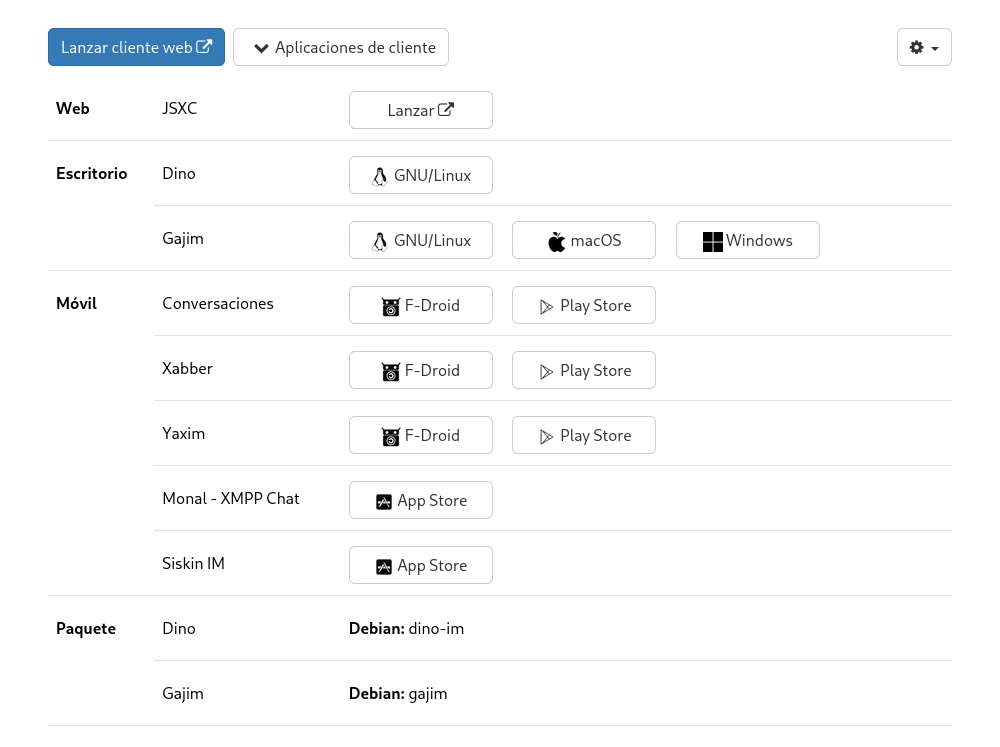 Lanzar cliente web Aplicaciones de cliente
Web JSXC Lanzar
Escritorio Dino GNU/Linux
Gajim GNU/Linux macOS Windows
Móvil Conversaciones F-Droid Play Store
Xabber F-Droid Play Store
Yaxim F-Droid Play Store
Monal - XMPP Chat App Store
Siskin IM App Store
Paquete Dino Debian: dino-im
Gajim Debian: gajim